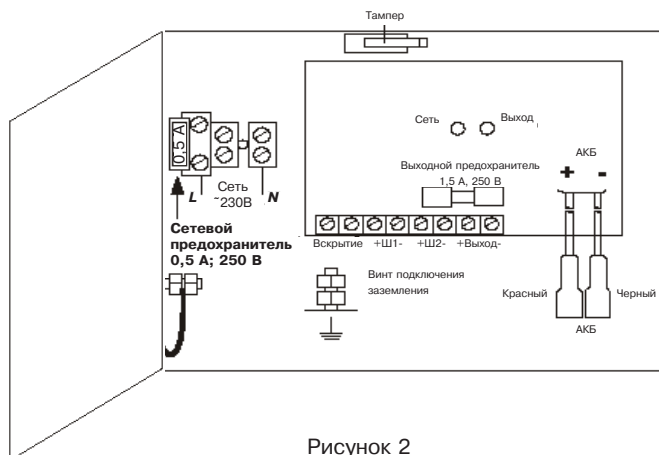 Тампер
Сеть
Выход
АКБ
+ -
0,5 А
Выходной предохранитель
1,5 А, 250 В
L
Сеть
~230В
N
Сетевой
предохранитель
0,5 А; 250 В
Вскрытие +Ш1- +Ш2- +Выход-
Винт подключения
заземления
Красный
Черный
АКБ
Рисунок 2